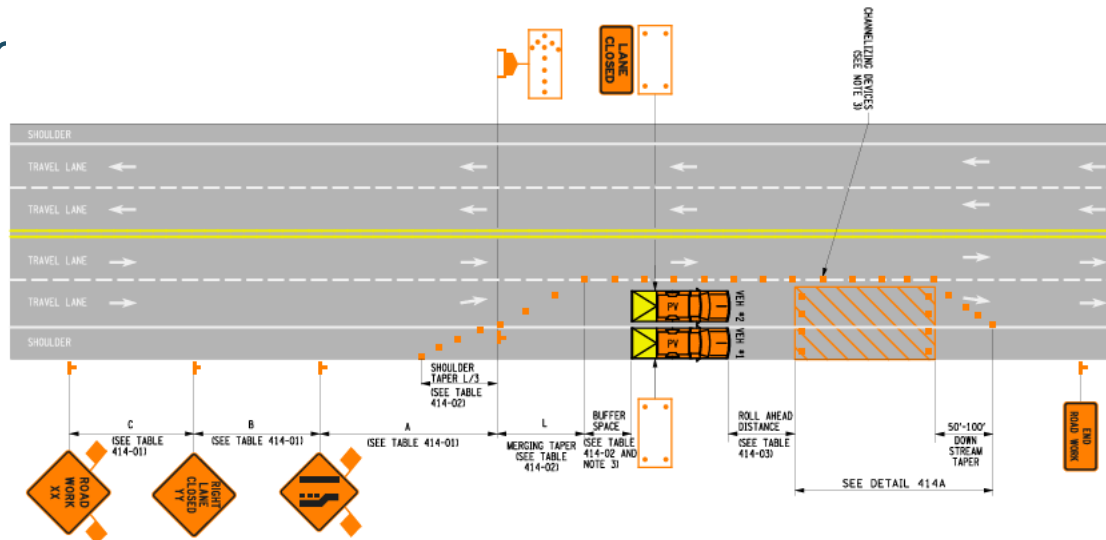 LANE
CLOSED
CHANNELIZING DEVICES
(SEE NOTE 3)
SHOULDER
TRAVEL LANE
TRAVEL LANE
TRAVEL LANE
TRAVEL LANE
SHOULDER
PV
VEH #2
PV
VEH #1
SHOULDER
TAPER L/3
(SEE TABLE
414-02)
C
(SEE TABLE
414-01)
B
(SEE TABLE 414-01)
A
(SEE TABLE 414-01)
L
MERGING TAPER
(SEE TABLE
414-02)
BUFFER
SPACE
(SEE TABLE
414-02 AND
NOTE 3)
ROLL AHEAD
DISTANCE
(SEE TABLE
414-03)
50'-100'
DOWN
STREAM
TAPER
SEE DETAIL 414A
END
ROAD WORK
ROAD
WORK
XX
RIGHT
LANE
CLOSED
YY